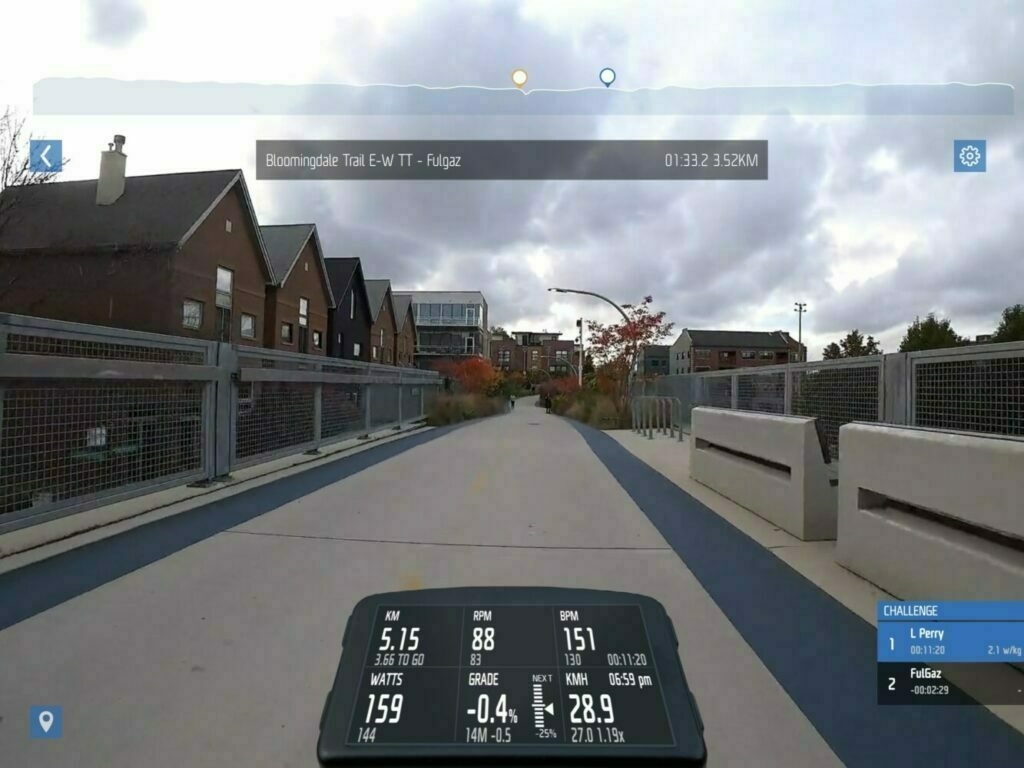 Bloomingdale Trail E-W TT - Fulgaz 01:33.2 3.52KM
KM RPM BPM
5.15 88 151
3.66 TO GO 83 130 00:11:20
WATTS GRADE NEXT KMH 06:59 pm
159 -0.4% 28.9
144 14M -0.5 -25% 27.0 1.19x
CHALLENGE
1 L Perry
00:11:20 2.1 w/kg
2 FulGaz
-00:02:29 -